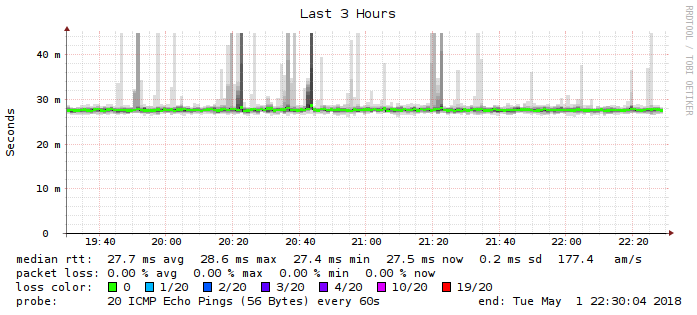 Last 3 Hours
RRDTOOL / TOBI OETIKER
Seconds
40 m
30 m
20 m
10 m
0
19:40 20:00 20:20 20:40 21:00 21:20 21:40 22:00 22:20
median rtt: 27.7 ms avg 28.6 ms max 27.4 ms min 27.5 ms now 0.2 ms sd 177.4 am/s
packet loss: 0.00 % avg 0.00 % max 0.00 % min 0.00 % now
loss color: 0 1/20 2/20 3/20 4/20 10/20 19/20
probe: 20 ICMP Echo Pings (56 Bytes) every 60s end: Tue May 1 22:30:04 2018